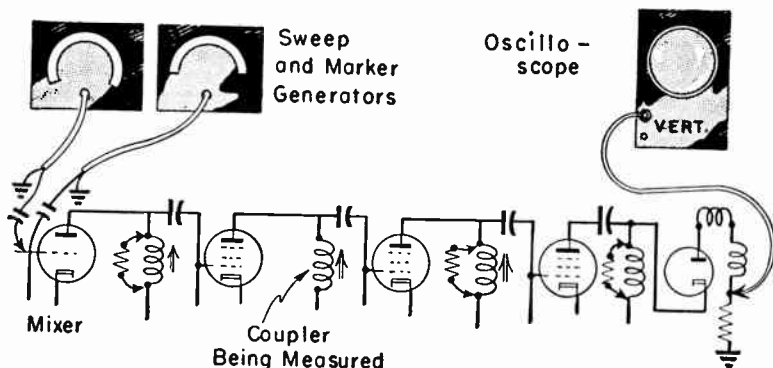 Sweep
and Marker
Generators
Oscillo -
scope
VERT.
Mixer
Coupler
Being Measured